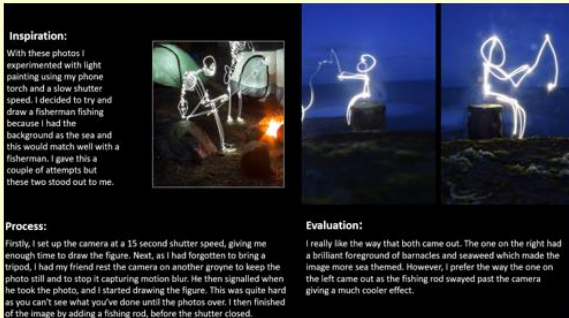 Inspiration:
With these photos I
experimented with light
painting using my phone
torch and a slow shutter
speed. I decided to try and
draw a fisherman fishing
because I had the
background as the sea and
this would match well with a
fisherman. I gave this a
couple of attempts but
these two stood out to me.
Process:
Firstly, I set up the camera at a 15 second shutter speed, giving me
enough time to draw the figure. Next, as I had forgotten to bring a
tripod, I had my friend rest the camera on another groyne to keep the
photo still and to stop it capturing motion blur. He then signalled when
he took the photo, and I started drawing the figure. This was quite hard
as you can't see what you've done until the photos over. I then finished
of the image by adding a fishing rod, before the shutter closed.
Evaluation:
I really like the way that both came out. The one on the right had
a brilliant foreground of barnacles and seaweed which made the
image more sea themed. However, I prefer the way the one on
the left came out as the fishing rod swayed past the camera
giving a much cooler effect.